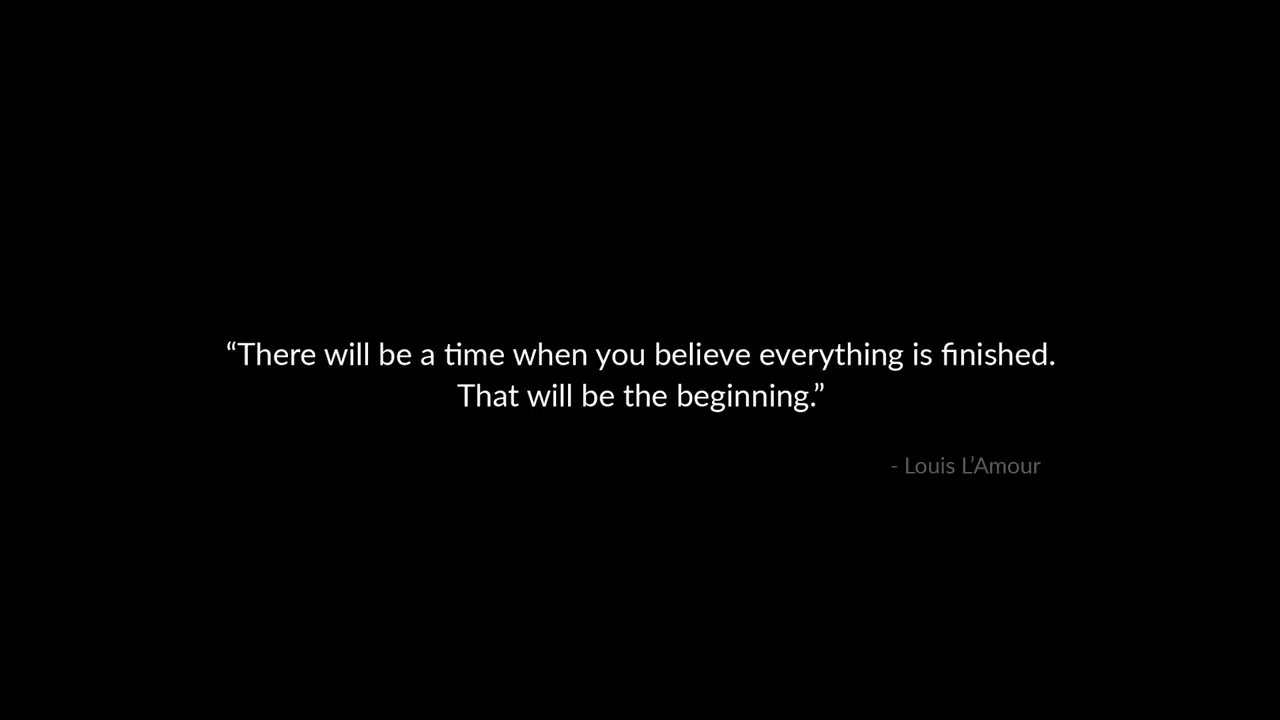 “There will be a time when you believe everything is finished.
That will be the beginning.”
- Louis L’Amour